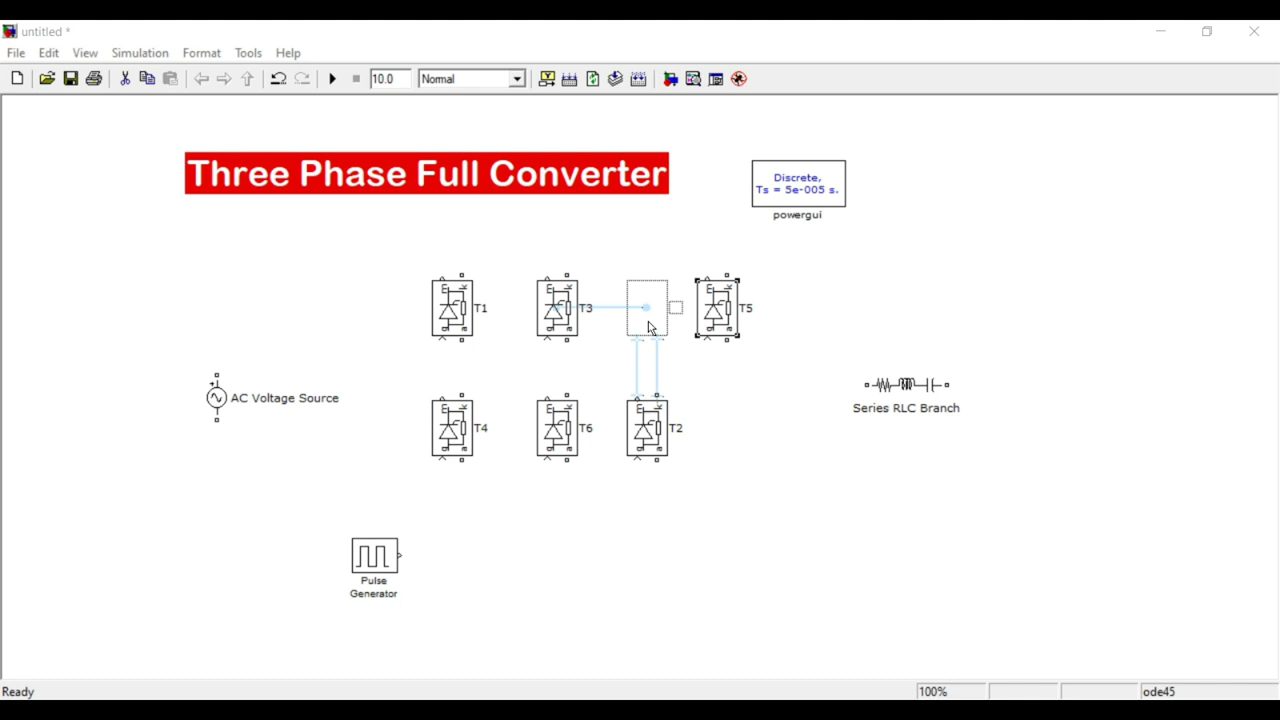 untitled *
File Edit View Simulation Format Tools Help
10.0 Normal
Three Phase Full Converter
Discrete,
Ts = 5e-005 s.
powergui
m k
g a
T1
m k
g a
T3
m k
g a
T5
AC Voltage Source
Series RLC Branch
m k
g a
T4
m k
g a
T6
m k
g a
T2
Pulse
Generator
Ready 100% ode45